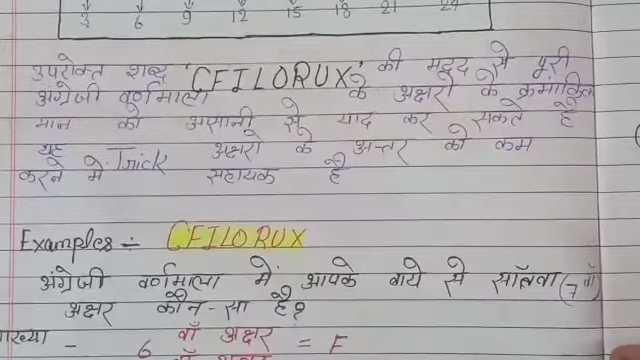 3 6 9 12 15 18 21 24
उपरोक्त शब्द 'CFILORUX' की मदद से पूरी
अंग्रेजी वर्णमाला के अक्षरो के क्रमांकित
मान को असानी से याद कर सकते है
यह Trick अक्षरो के अन्तर को कम
करने मे सहायक है
Examples :- CFILORUX
अंग्रेजी वर्णमाला में आपके बाये से सॉतवा (7 वाँ
अक्षर कौन-सा है?
ाख्या - 6 वाँ अक्षर = F